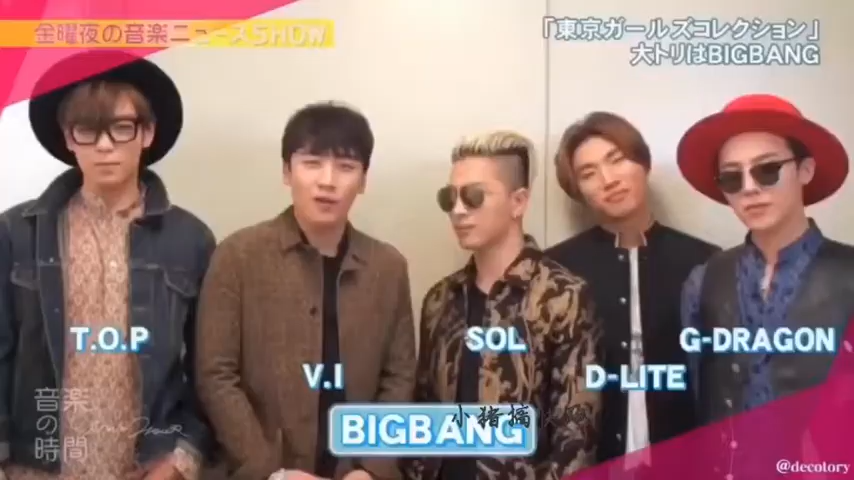 金曜夜の音楽ニュースSHOW
「東京ガールズコレクション」
大トリはBIGBANG
T.O.P
V.I
SOL
D-LITE
G-DRAGON
BIGBANG
小猪摘
音楽
の
時間
@decotory